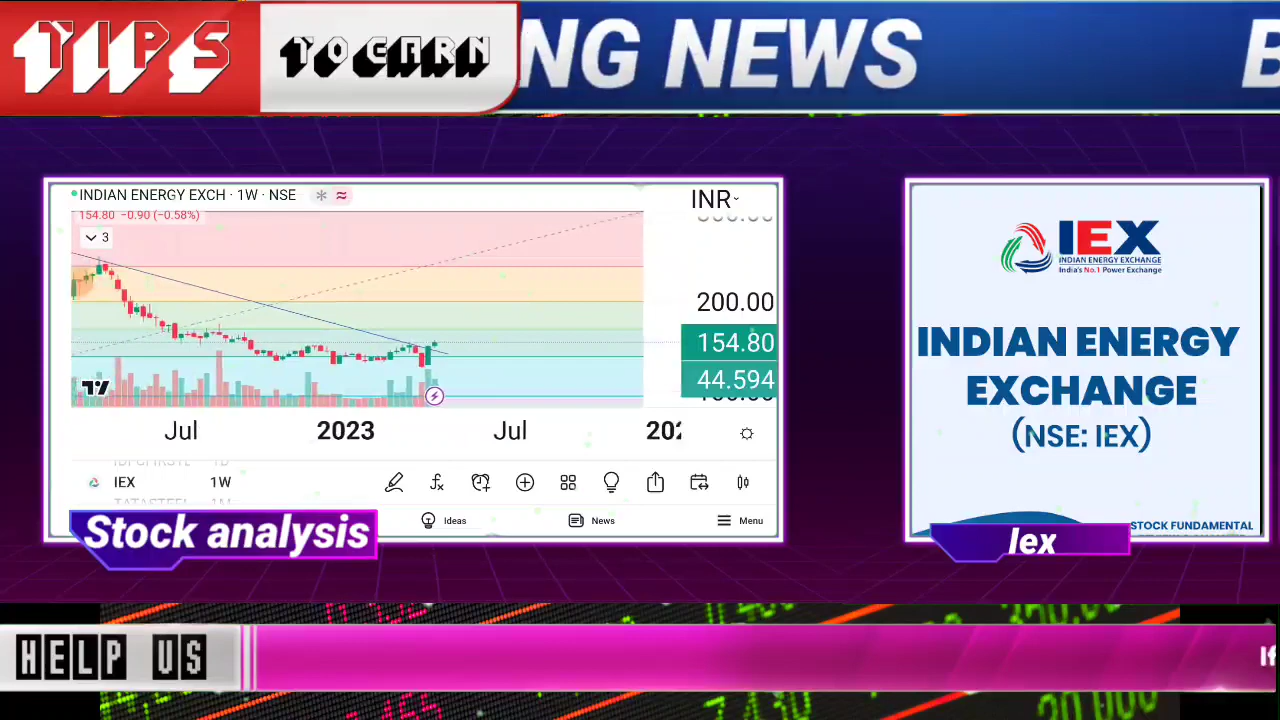 TIPS
TO EARN
NG NEWS
B
INDIAN ENERGY EXCH · 1W · NSE
INR
154.80 −0.90 (−0.58%)
3
200.00
154.80
44.594
Jul
2023
Jul
IEX
1W
Ideas
News
Menu
Stock analysis
IEX
INDIAN ENERGY EXCHANGE
India's No.1 Power Exchange
INDIAN ENERGY
EXCHANGE
(NSE: IEX)
STOCK FUNDAMENTAL
Iex
HELP US
If